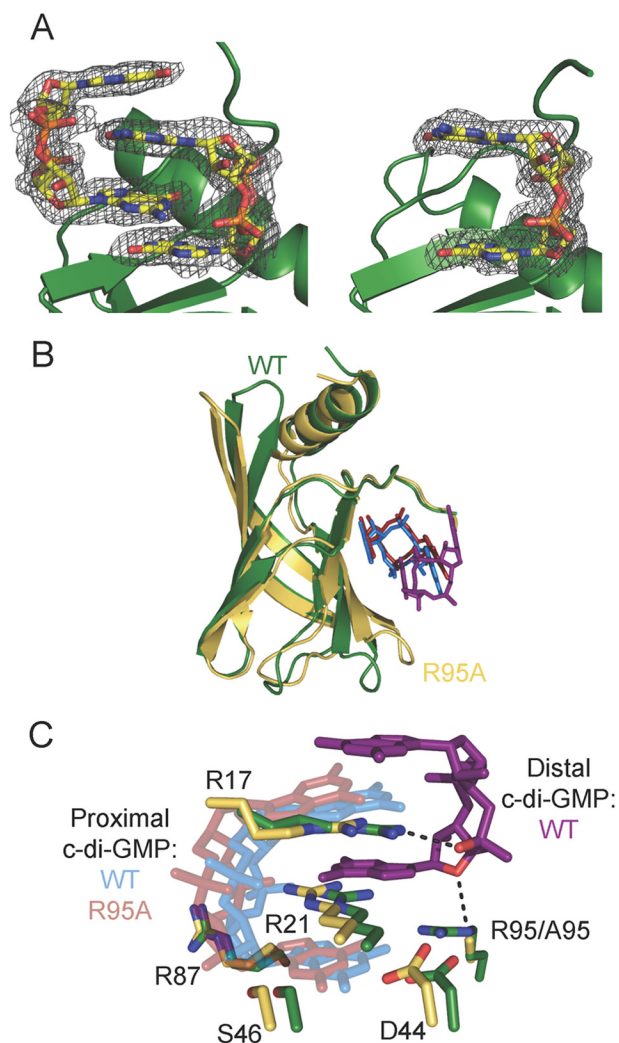 A
B
WT
R95A
C
R17
Proximal
c-di-GMP:
WT
R95A
Distal
c-di-GMP:
WT
R21
R95/A95
R87
S46
D44